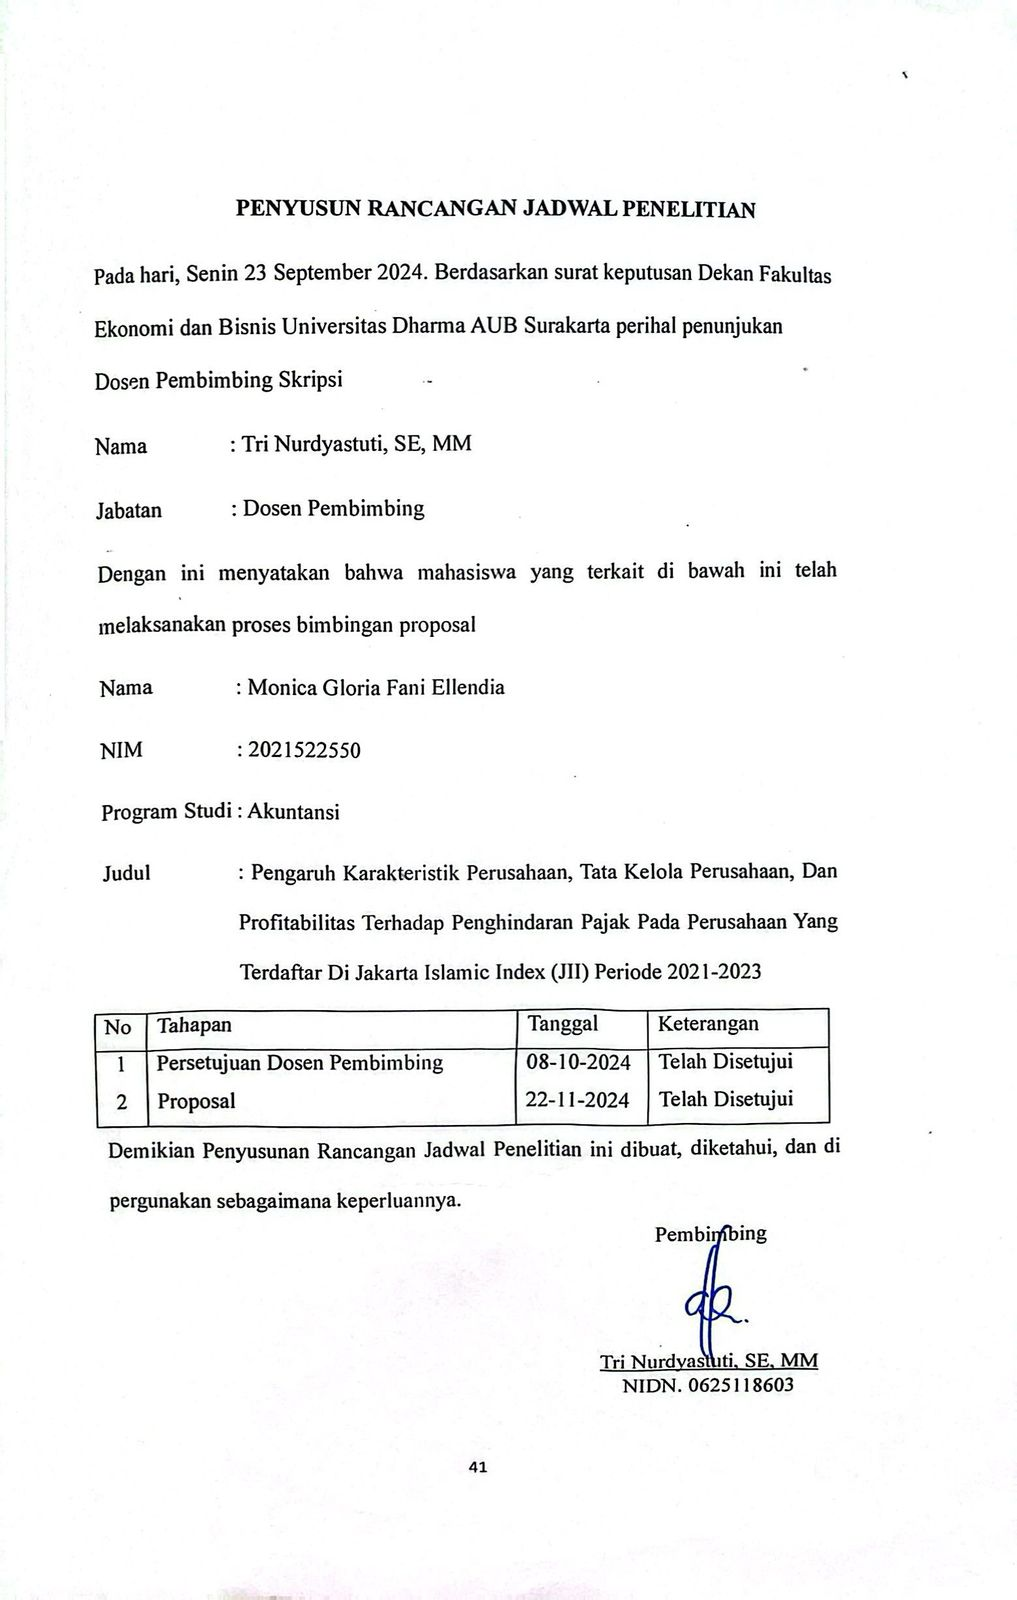 PENYUSUN RANCANGAN JADWAL PENELITIAN
Pada hari, Senin 23 September 2024. Berdasarkan surat keputusan Dekan Fakultas
Ekonomi dan Bisnis Universitas Dharma AUB Surakarta perihal penunjukan
Dosen Pembimbing Skripsi
Nama : Tri Nurdyastuti, SE, MM
Jabatan : Dosen Pembimbing
Dengan ini menyatakan bahwa mahasiswa yang terkait di bawah ini telah
melaksanakan proses bimbingan proposal
Nama : Monica Gloria Fani Ellendia
NIM : 2021522550
Program Studi : Akuntansi
Judul : Pengaruh Karakteristik Perusahaan, Tata Kelola Perusahaan, Dan
Profitabilitas Terhadap Penghindaran Pajak Pada Perusahaan Yang
Terdaftar Di Jakarta Islamic Index (JII) Periode 2021-2023
No Tahapan Tanggal Keterangan
1 Persetujuan Dosen Pembimbing 08-10-2024 Telah Disetujui
2 Proposal 22-11-2024 Telah Disetujui
Demikian Penyusunan Rancangan Jadwal Penelitian ini dibuat, diketahui, dan di
pergunakan sebagaimana keperluannya.
Pembimbing
Tri Nurdyastuti, SE, MM
NIDN. 0625118603
41